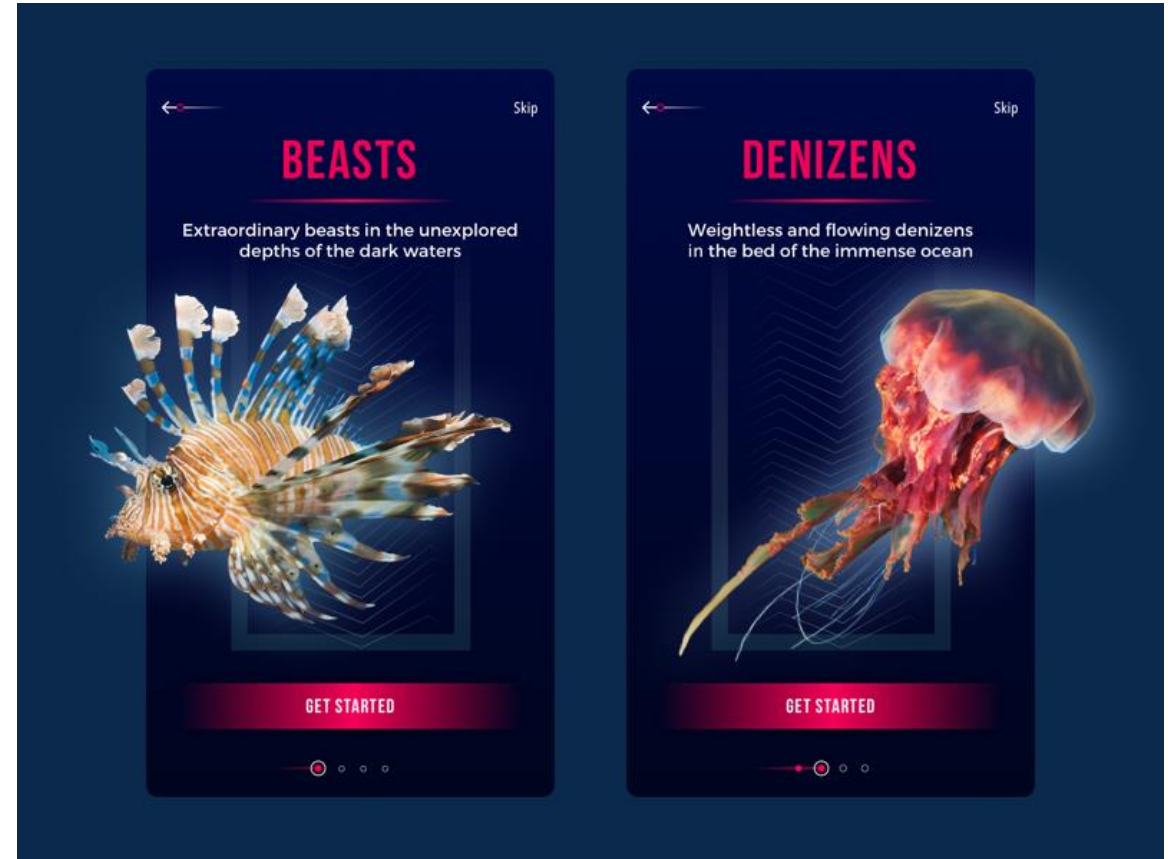 Skip
BEASTS
Extraordinary beasts in the unexplored
depths of the dark waters
GET STARTED
Skip
DENIZENS
Weightless and flowing denizens
in the bed of the immense ocean
GET STARTED